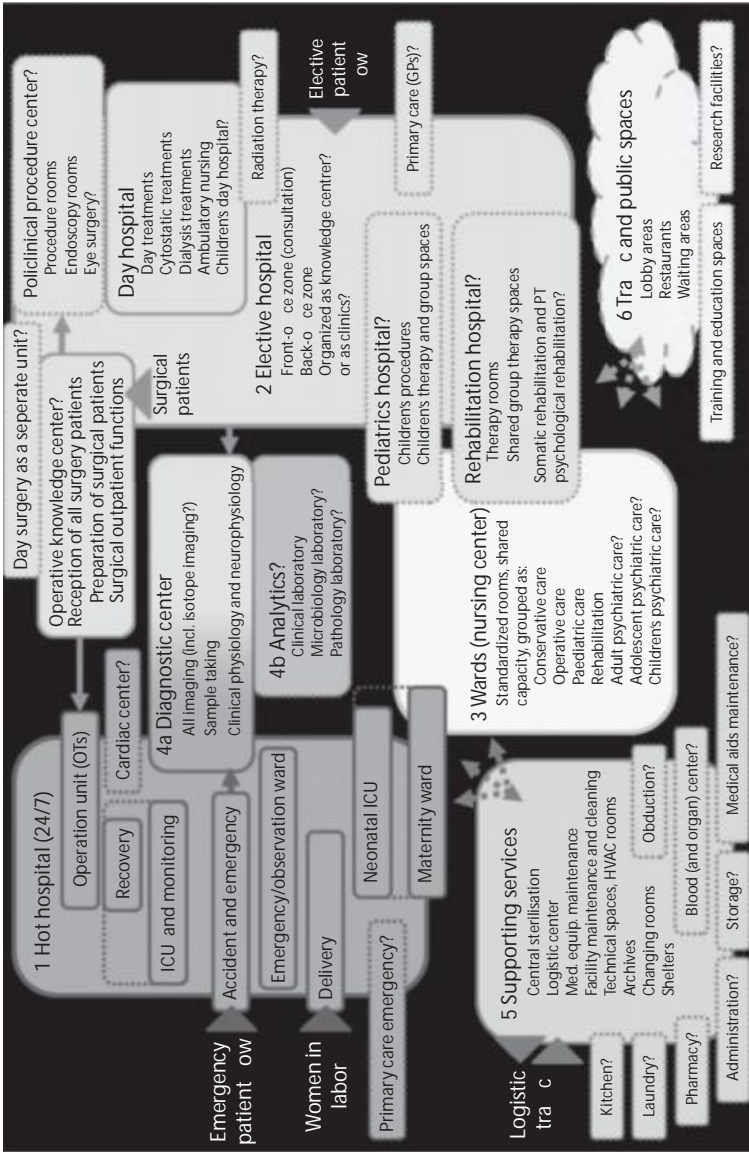 1 Hot hospital (24/7)
Operation unit (OTs)
Recovery
Cardiac center?
ICU and monitoring
Accident and emergency
Emergency/observation ward
Delivery
Neonatal ICU
Maternity ward
Primary care emergency?
Emergency
patient ow
Women in
labor
Day surgery as a seperate unit?
Operative knowledge center?
Reception of all surgery patients
Preparation of surgical patients
Surgical outpatient functions
Surgical
patients
Policlinical procedure center?
Procedure rooms
Endoscopy rooms
Eye surgery?
Day hospital
Day treatments
Cytostatic treatments
Dialysis treatments
Ambulatory nursing
Children's day hospital?
Radiation therapy?
Elective
patient
ow
2 Elective hospital
Front-o ce zone (consultation)
Back-o ce zone
Organized as knowledge centrer?
or as clinics?
Primary care (GPs)?
4a Diagnostic center
All imaging (incl. isotope imaging?)
Sample taking
Clinical physiology and neurophysiology
4b Analytics?
Clinical laboratory
Microbiology laboratory?
Pathology laboratory?
Pediatrics hospital?
Children's procedures
Children's therapy and group spaces
Rehabilitation hospital?
Therapy rooms
Shared group therapy spaces
Somatic rehabilitation and PT
psychological rehabilitation?
3 Wards (nursing center)
Standardized rooms, shared
capacity, grouped as:
Conservative care
Operative care
Paediatric care
Rehabilitation
Adult psychiatric care?
Adolescent psychiatric care?
Children's psychiatric care?
5 Supporting services
Central sterilisation
Logistic center
Med. equip. maintenance
Facility maintenance and cleaning
Technical spaces, HVAC rooms
Archives
Changing rooms
Shelters
Obduction?
Blood (and organ) center?
Logistic
tra c
Kitchen?
Laundry?
Pharmacy?
Administration?
Storage?
Medical aids maintenance?
6 Tra c and public spaces
Lobby areas
Restaurants
Waiting areas
Training and education spaces
Research facilities?